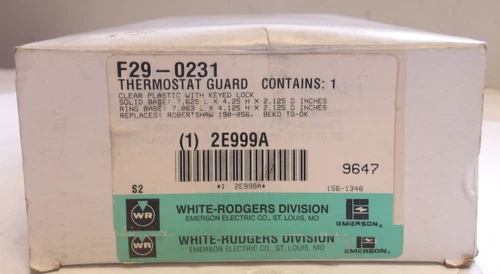 F29-0231
THERMOSTAT GUARD CONTAINS: 1
CLEAR PLASTIC WITH KEYED LOCK
SOLID BASE: 7.625 L X 4.25 H X 2.125 D INCHES
RING BASE: 7.063 L X 4.125 H X 2.125 D INCHES
REPLACES: ROBERTSHAW 190-056, BEKO TG-OK
(1) 2E999A
9647
S2
*1 2E999A*
156-1348
WR
WHITE-RODGERS DIVISION
EMERSON ELECTRIC CO., ST. LOUIS, MO
EMERSON
WR
WHITE-RODGERS DIVISION
EMERSON ELECTRIC CO., ST. LOUIS, MO
EMERSON